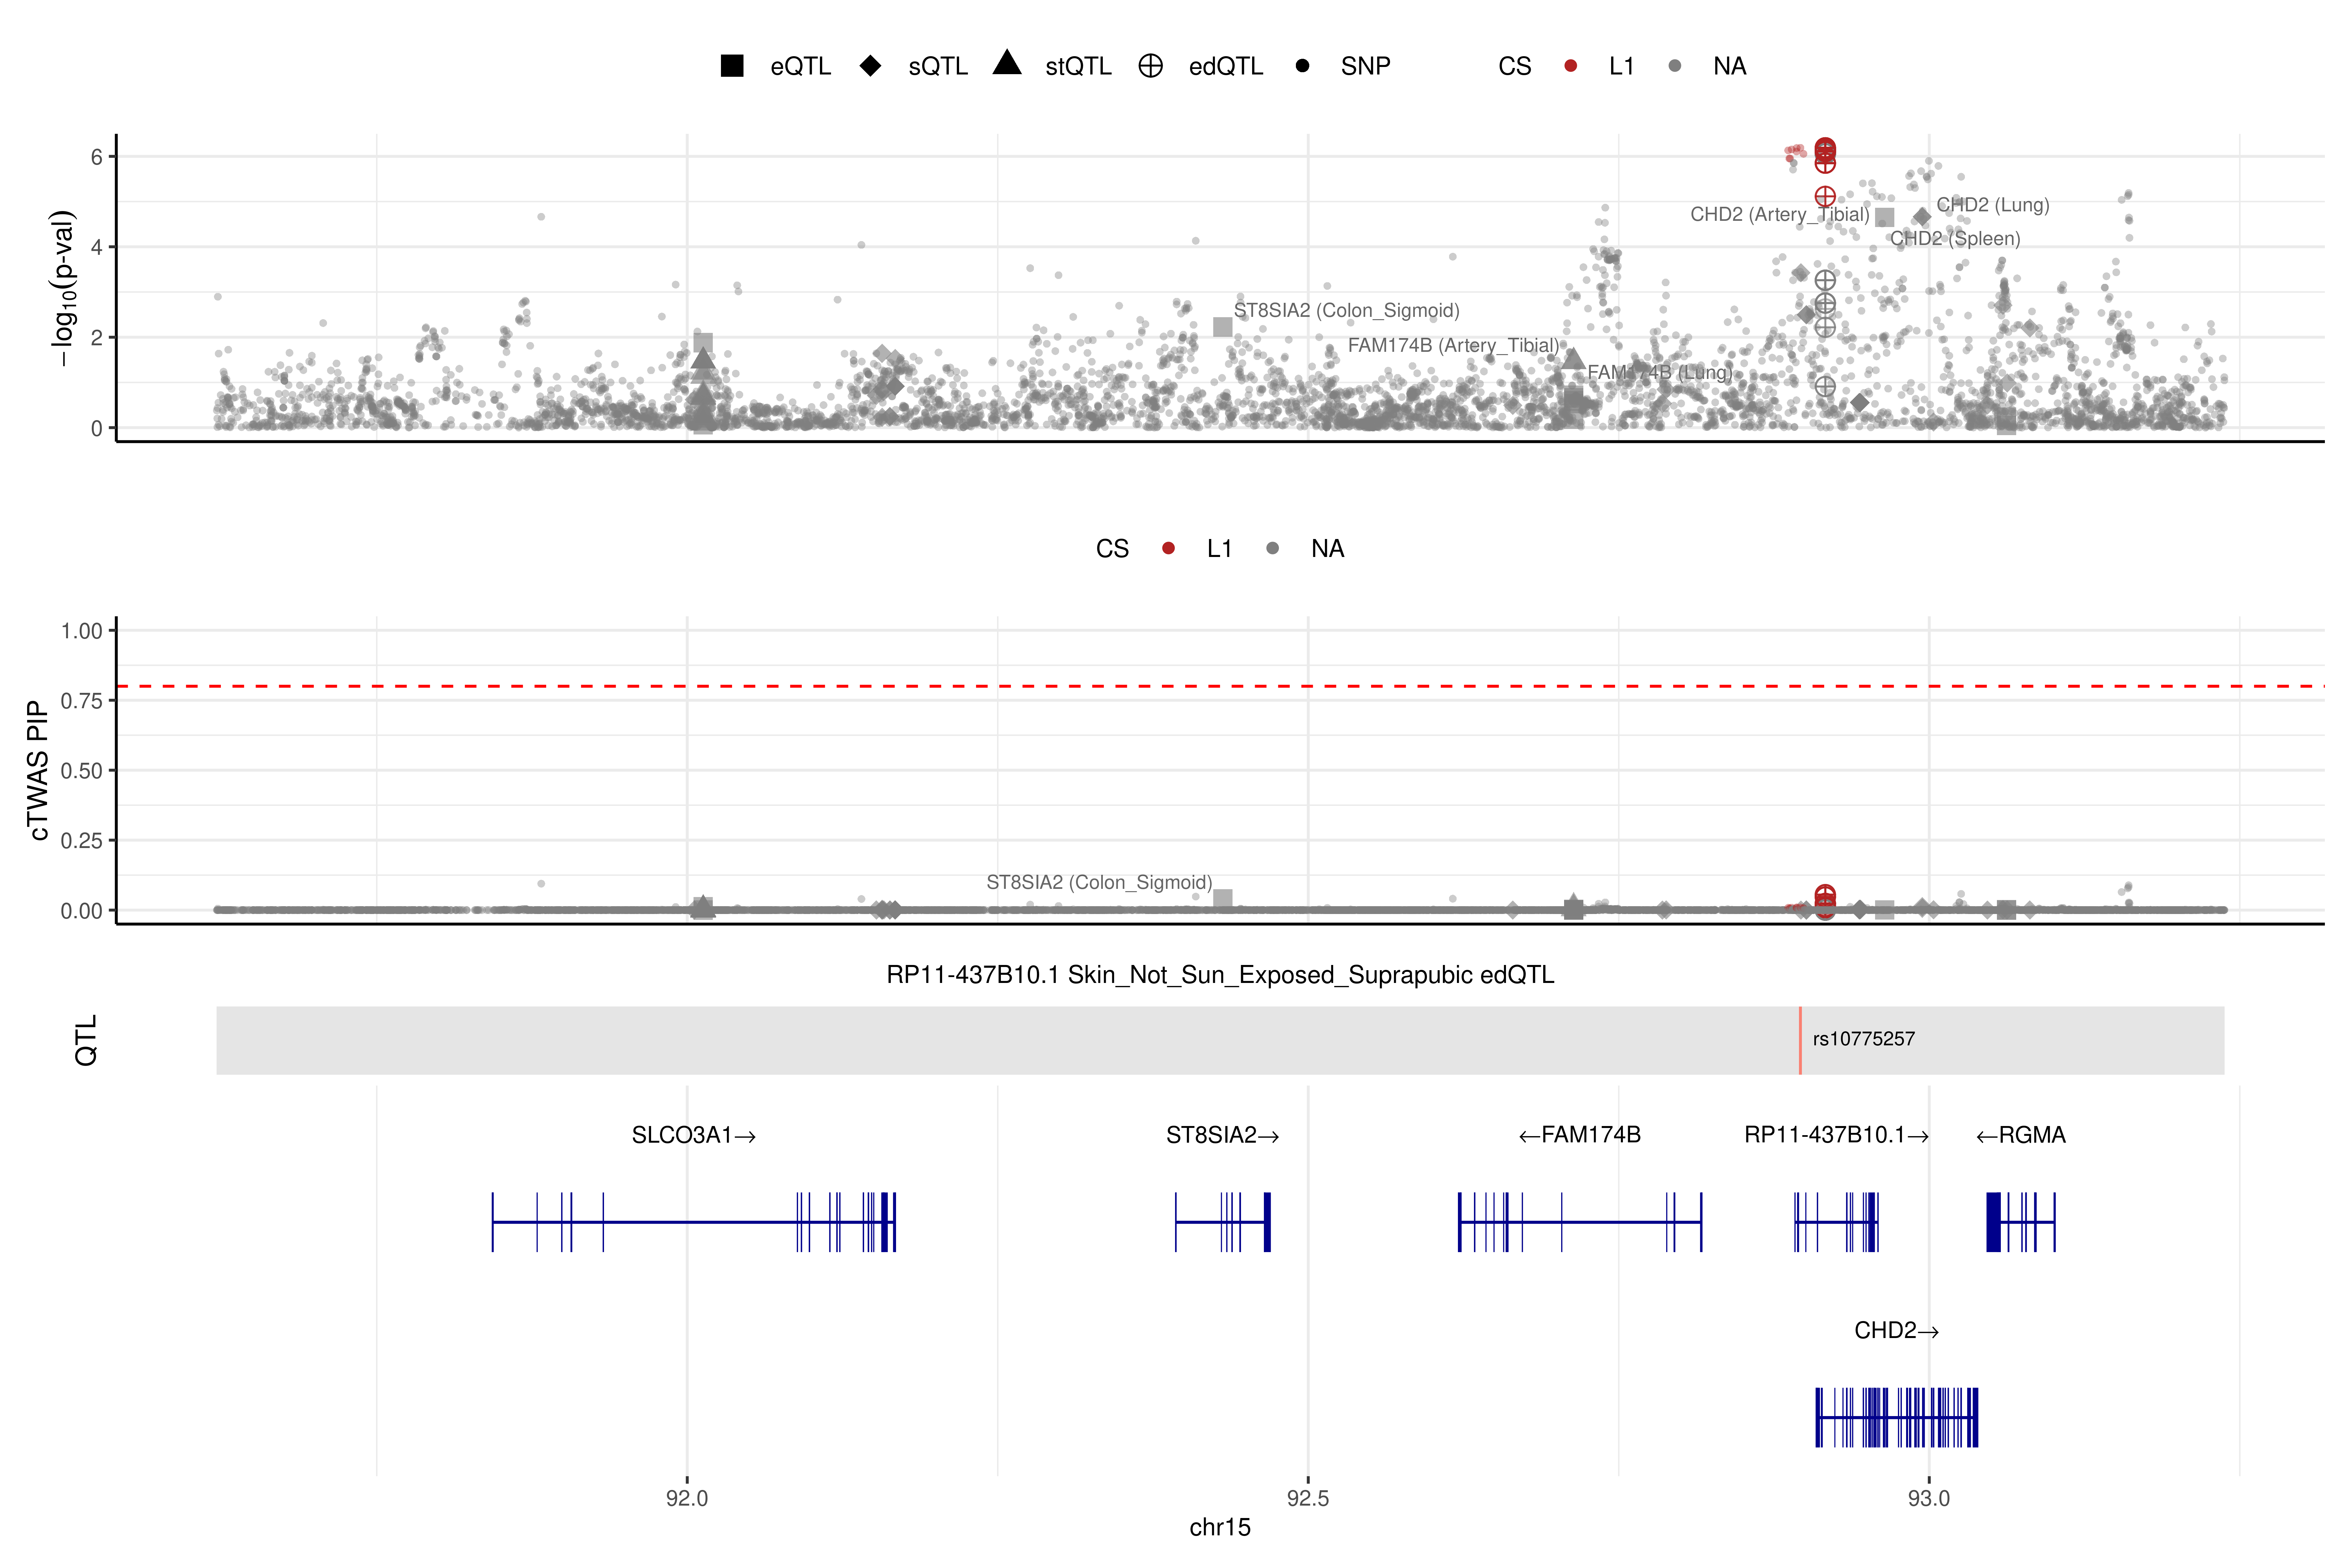 eQTL sQTL stQTL edQTL SNP CS L1 NA
−log10(p-val)
6
4
2
0
CHD2 (Artery_Tibial)
CHD2 (Lung)
CHD2 (Spleen)
ST8SIA2 (Colon_Sigmoid)
FAM174B (Artery_Tibial)
FAM174B (Lung)
CS L1 NA
cTWAS PIP
1.00
0.75
0.50
0.25
0.00
ST8SIA2 (Colon_Sigmoid)
RP11-437B10.1 Skin_Not_Sun_Exposed_Suprapubic edQTL
QTL
rs10775257
SLCO3A1→ ST8SIA2→ ←FAM174B RP11-437B10.1→ ←RGMA
CHD2→
92.0 92.5 93.0
chr15